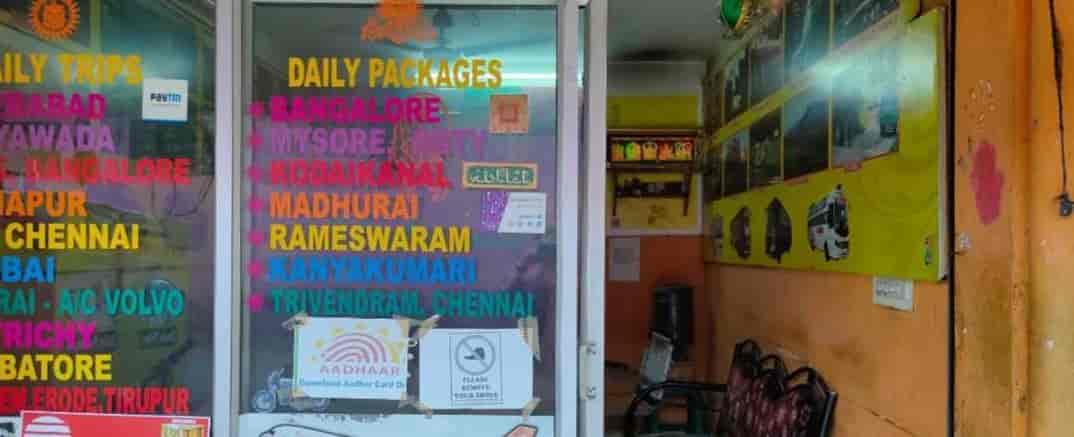 AILY TRIPS
paytm
RABAD
YAWADA
BANGALORE
APUR
CHENNAI
BAI
RAI - A/C VOLVO
TRICHY
BATORE
EM,ERODE,TIRUPUR
DAILY PACKAGES
BANGALORE
MYSORE, OOTY
KODAIKANAL
MADHURAI
RAMESWARAM
KANYAKUMARI
TRIVENDRAM, CHENNAI
AADHAAR
PLEASE
REMOVE
YOUR SHOES